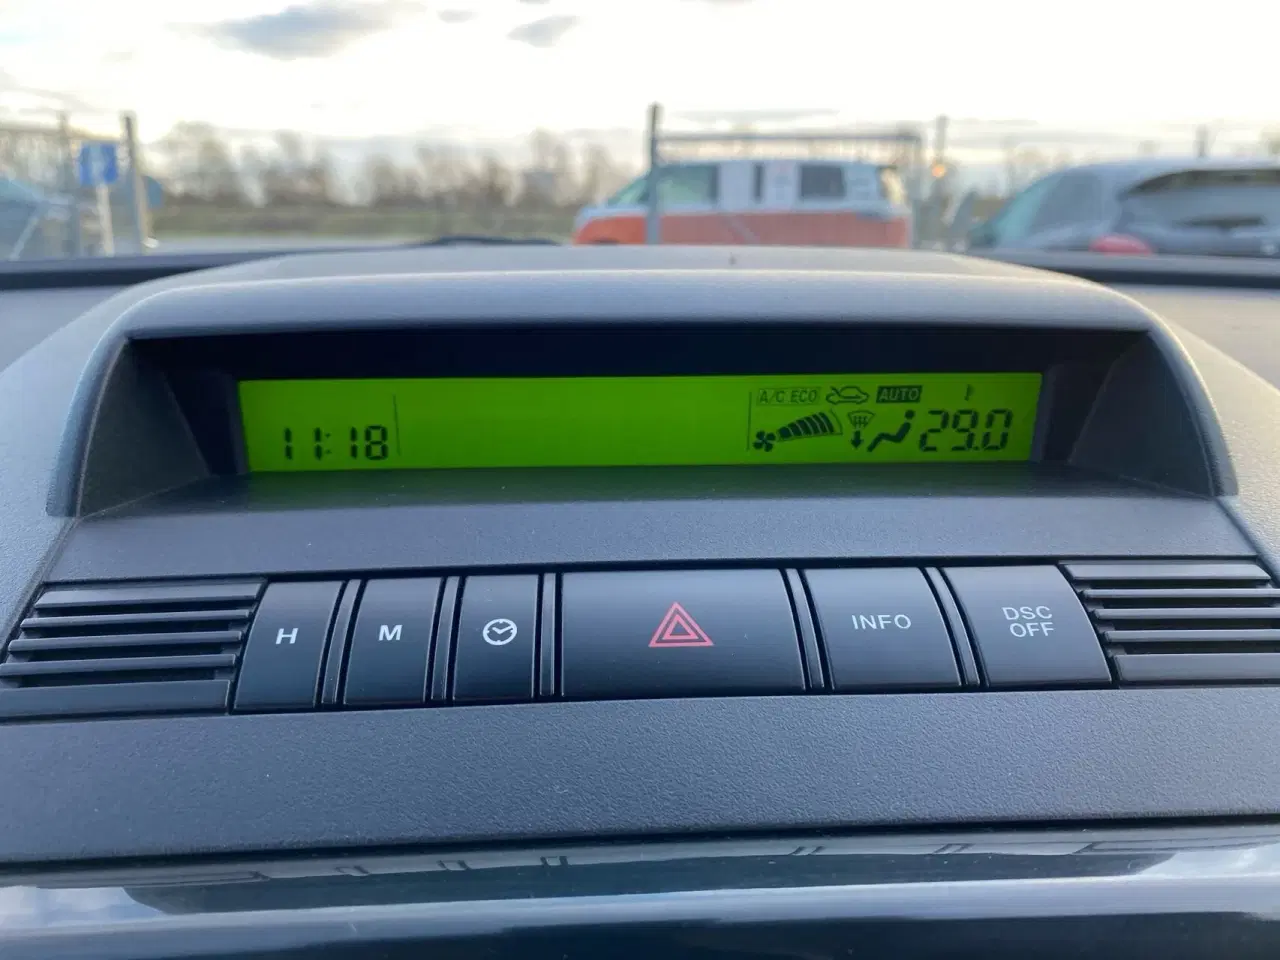 A/C ECO AUTO
11:18 29.0
H M INFO DSC OFF